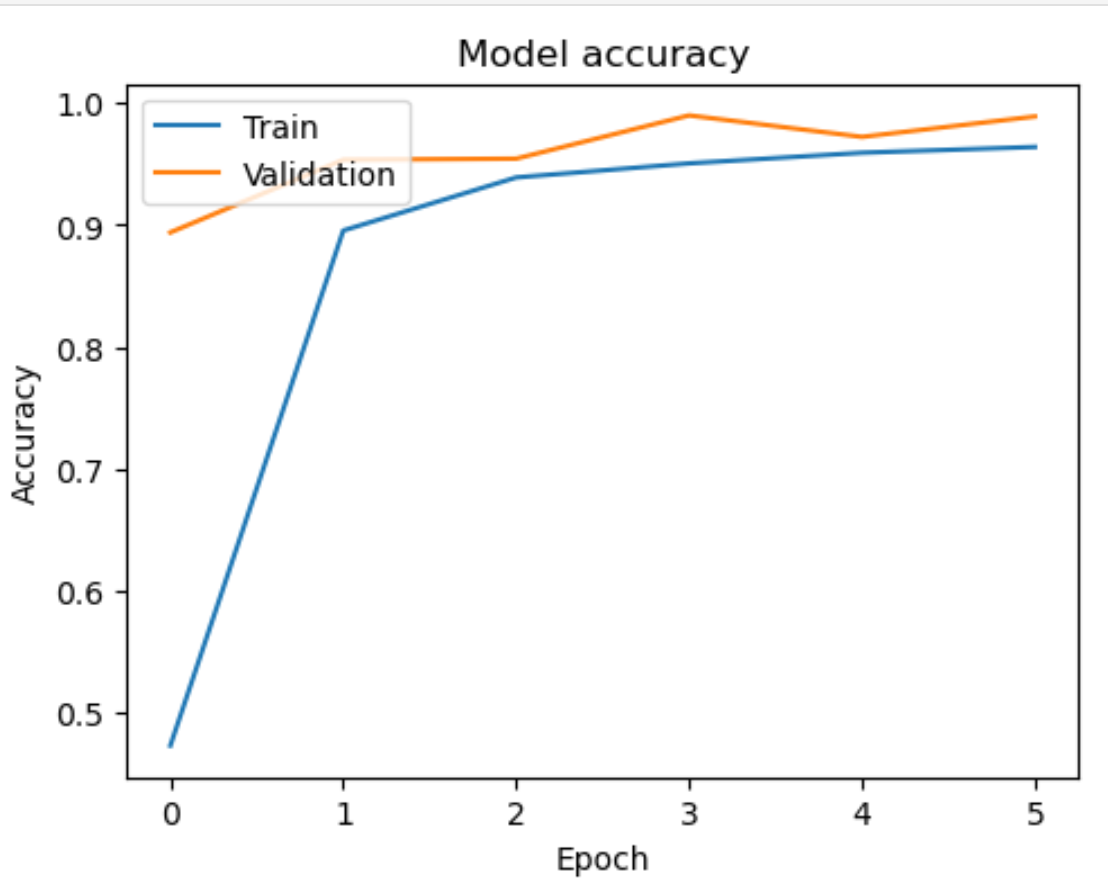 Model accuracy
Train
Validation
1.0
0.9
0.8
0.7
0.6
0.5
Accuracy
0 1 2 3 4 5
Epoch